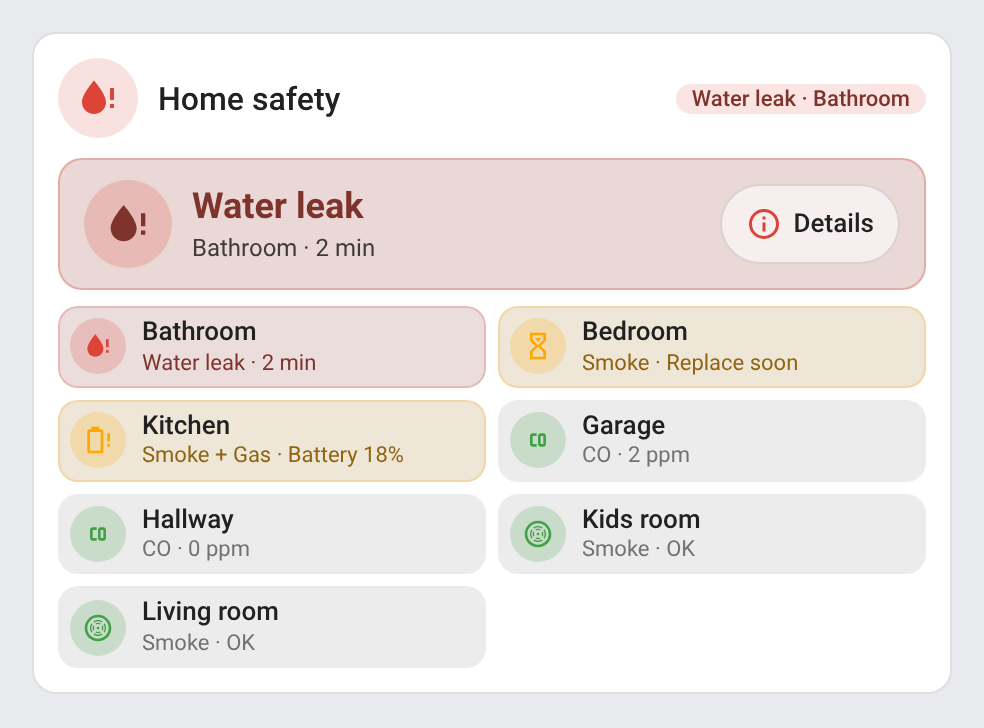 Home safety
Water leak · Bathroom
Water leak
Bathroom · 2 min
Details
Bathroom
Water leak · 2 min
Bedroom
Smoke · Replace soon
Kitchen
Smoke + Gas · Battery 18%
Garage
CO · 2 ppm
Hallway
CO · 0 ppm
Kids room
Smoke · OK
Living room
Smoke · OK